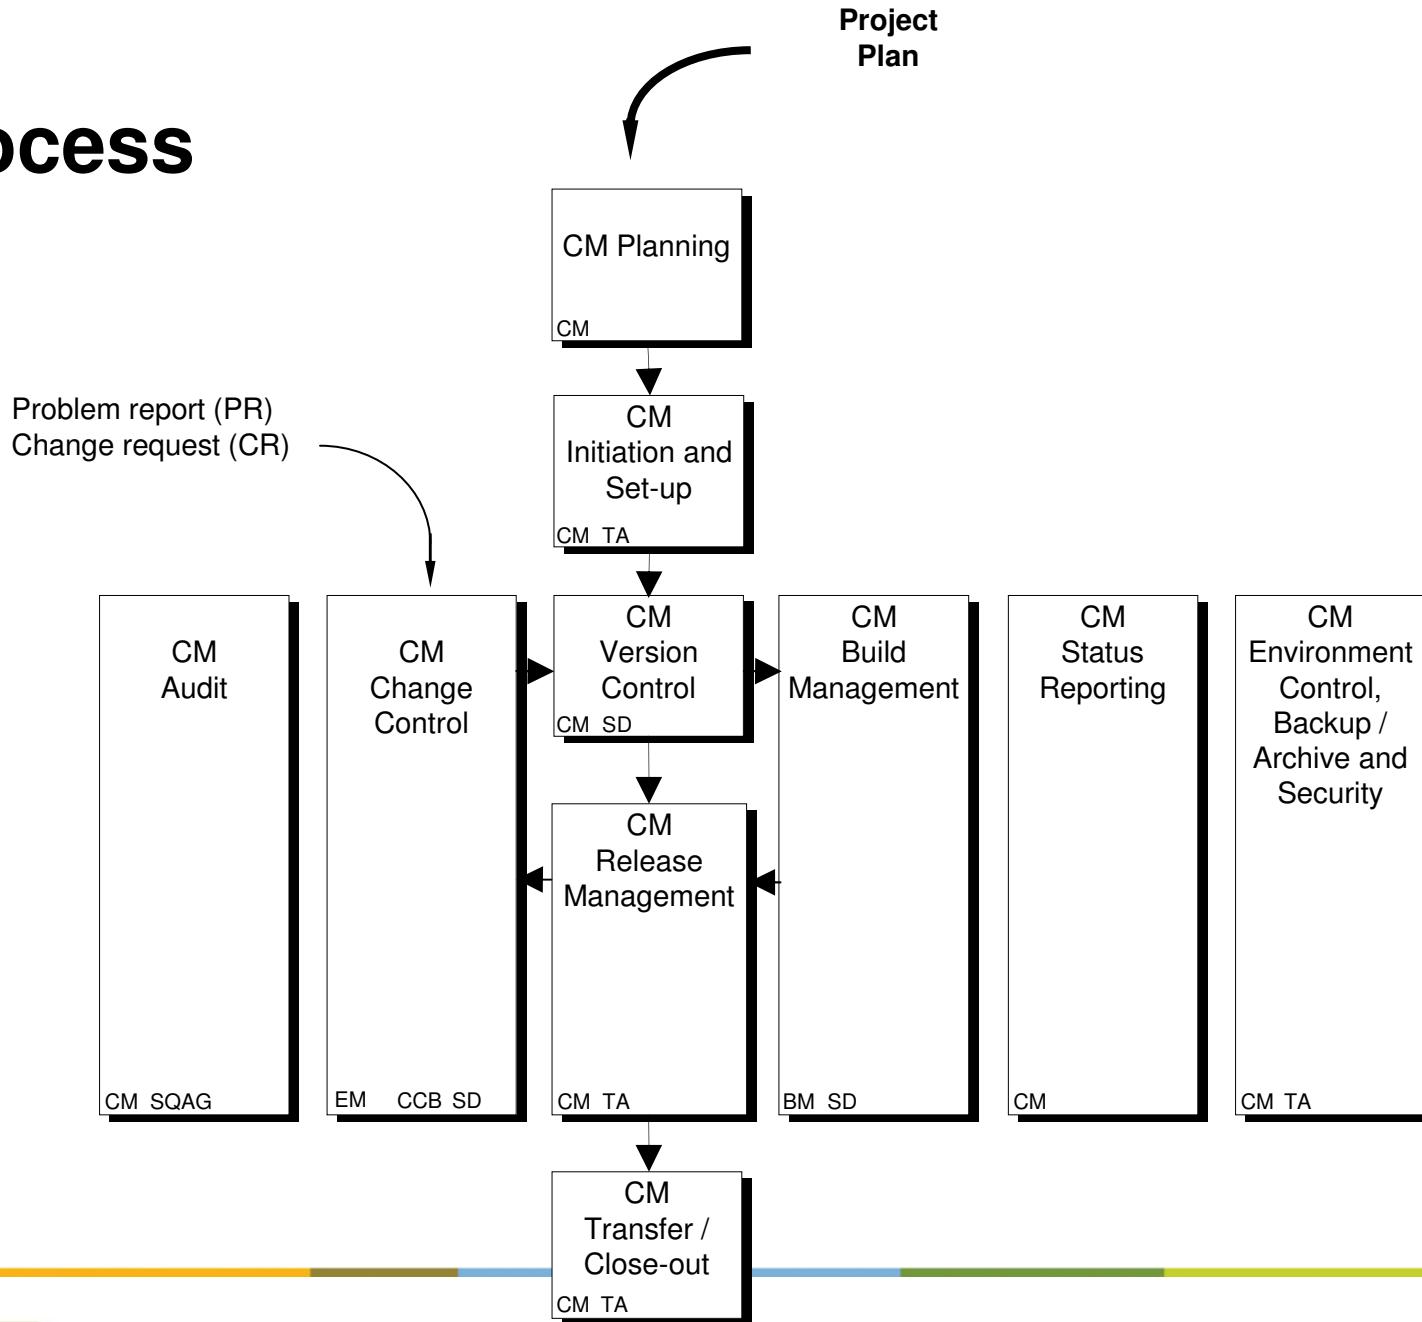 Project
Plan
ocess
CM Planning
CM
Problem report (PR)
Change request (CR)
CM
Initiation and
Set-up
CM TA
CM
Audit
CM SQAG
CM
Change
Control
EM CCB SD
CM
Version
Control
CM SD
CM
Build
Management
BM SD
CM
Status
Reporting
CM
CM
Environment
Control,
Backup /
Archive and
Security
CM TA
CM
Release
Management
CM TA
CM
Transfer /
Close-out
CM TA